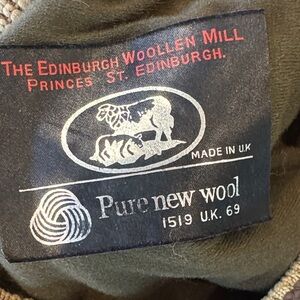 THE EDINBURGH WOOLLEN MILL
PRINCES ST. EDINBURGH.
MADE IN U.K
Pure new wool
1519 U.K. 69